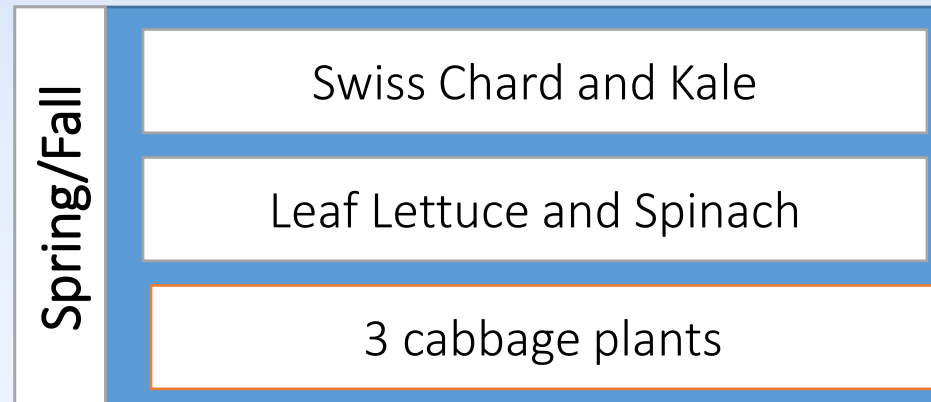 Spring/Fall
Swiss Chard and Kale
Leaf Lettuce and Spinach
3 cabbage plants